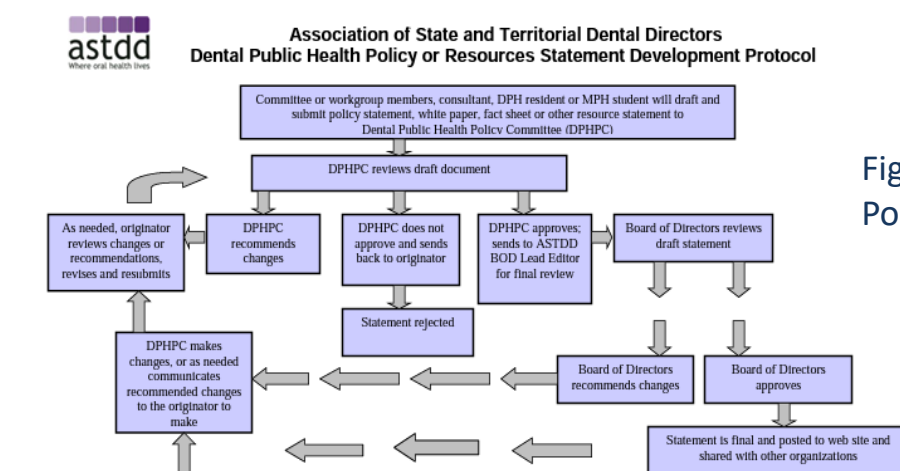 astdd
Where oral health lives
Association of State and Territorial Dental Directors
Dental Public Health Policy or Resources Statement Development Protocol
Committee or workgroup members, consultant, DPH resident or MPH student will draft and
submit policy statement, white paper, fact sheet or other resource statement to
Dental Public Health Policy Committee (DPHPC)
DPHPC reviews draft document
Fig
Po
As needed, originator
reviews changes or
recommendations,
revises and resubmits
DPHPC
recommends
changes
DPHPC does not
approve and sends
back to originator
DPHPC approves;
sends to ASTDD
BOD Lead Editor
for final review
Board of Directors reviews
draft statement
Statement rejected
DPHPC makes
changes, or as needed
communicates
recommended changes
to the originator to
make
Board of Directors
recommends changes
Board of Directors
approves
Statement is final and posted to web site and
shared with other organizations